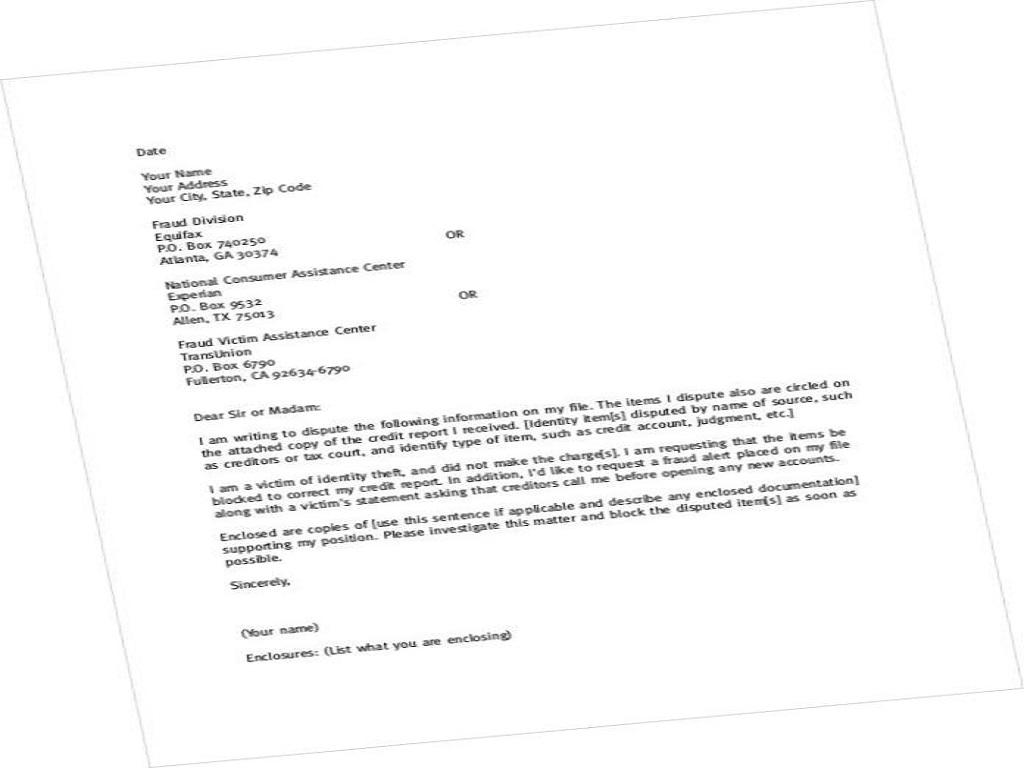 Date
Your Name
Your Address
Your City, State, Zip Code
Fraud Division
Equifax
P.O. Box 740250
OR
Atlanta, GA 30374
National Consumer Assistance Center
Experian
P.O. Box 9532
OR
Allen, TX 75013
Fraud Victim Assistance Center
TransUnion
P.O. Box 6790
Fullerton, CA 92634-6790
Dear Sir or Madam:
I am writing to dispute the following information on my file. The items I dispute also are circled on
the attached copy of the credit report I received. [Identity item[s] disputed by name of source, such
as creditors or tax court, and identify type of item, such as credit account, judgment, etc.]
I am a victim of identity theft, and did not make the charge[s]. I am requesting that the items be
blocked to correct my credit report. In addition, I'd like to request a fraud alert placed on my file
along with a victim's statement asking that creditors call me before opening any new accounts.
Enclosed are copies of [use this sentence if applicable and describe any enclosed documentation]
supporting my position. Please investigate this matter and block the disputed item[s] as soon as
possible.
Sincerely,
(Your name)
Enclosures: (List what you are enclosing)